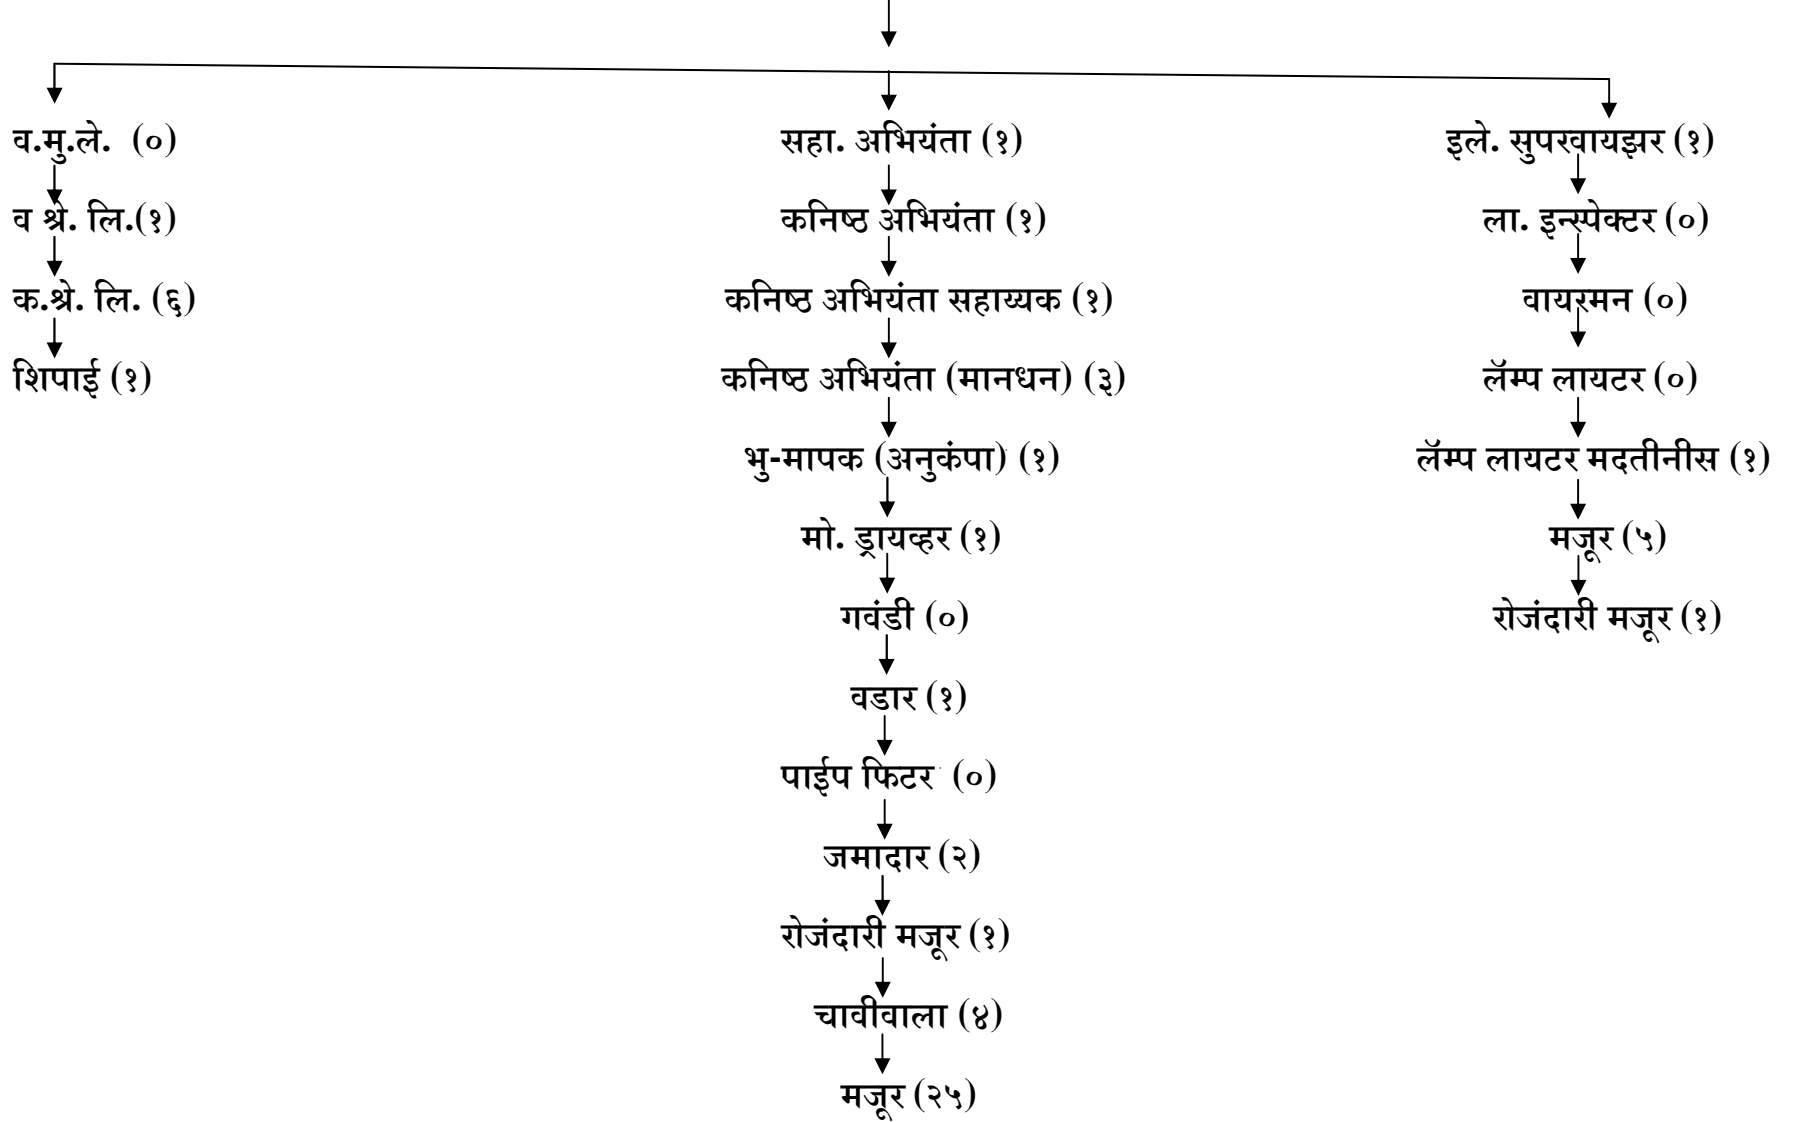 व.मु.ले. (०)
व श्रे. लि.(१)
क.श्रे. लि. (६)
शिपाई (१)
सहा. अभियंता (१)
कनिष्ठ अभियंता (१)
कनिष्ठ अभियंता सहाय्यक (१)
कनिष्ठ अभियंता (मानधन) (३)
भु-मापक (अनुकंपा) (१)
मो. ड्रायव्हर (१)
गवंडी (०)
वडार (१)
पाईप फिटर (०)
जमादार (२)
रोजंदारी मजूर (१)
चावीवाला (४)
मजूर (२५)
इले. सुपरवायझर (१)
ला. इन्स्पेक्टर (०)
वायरमन (०)
लॅम्प लायटर (०)
लॅम्प लायटर मदतीनीस (१)
मजूर (५)
रोजंदारी मजूर (१)